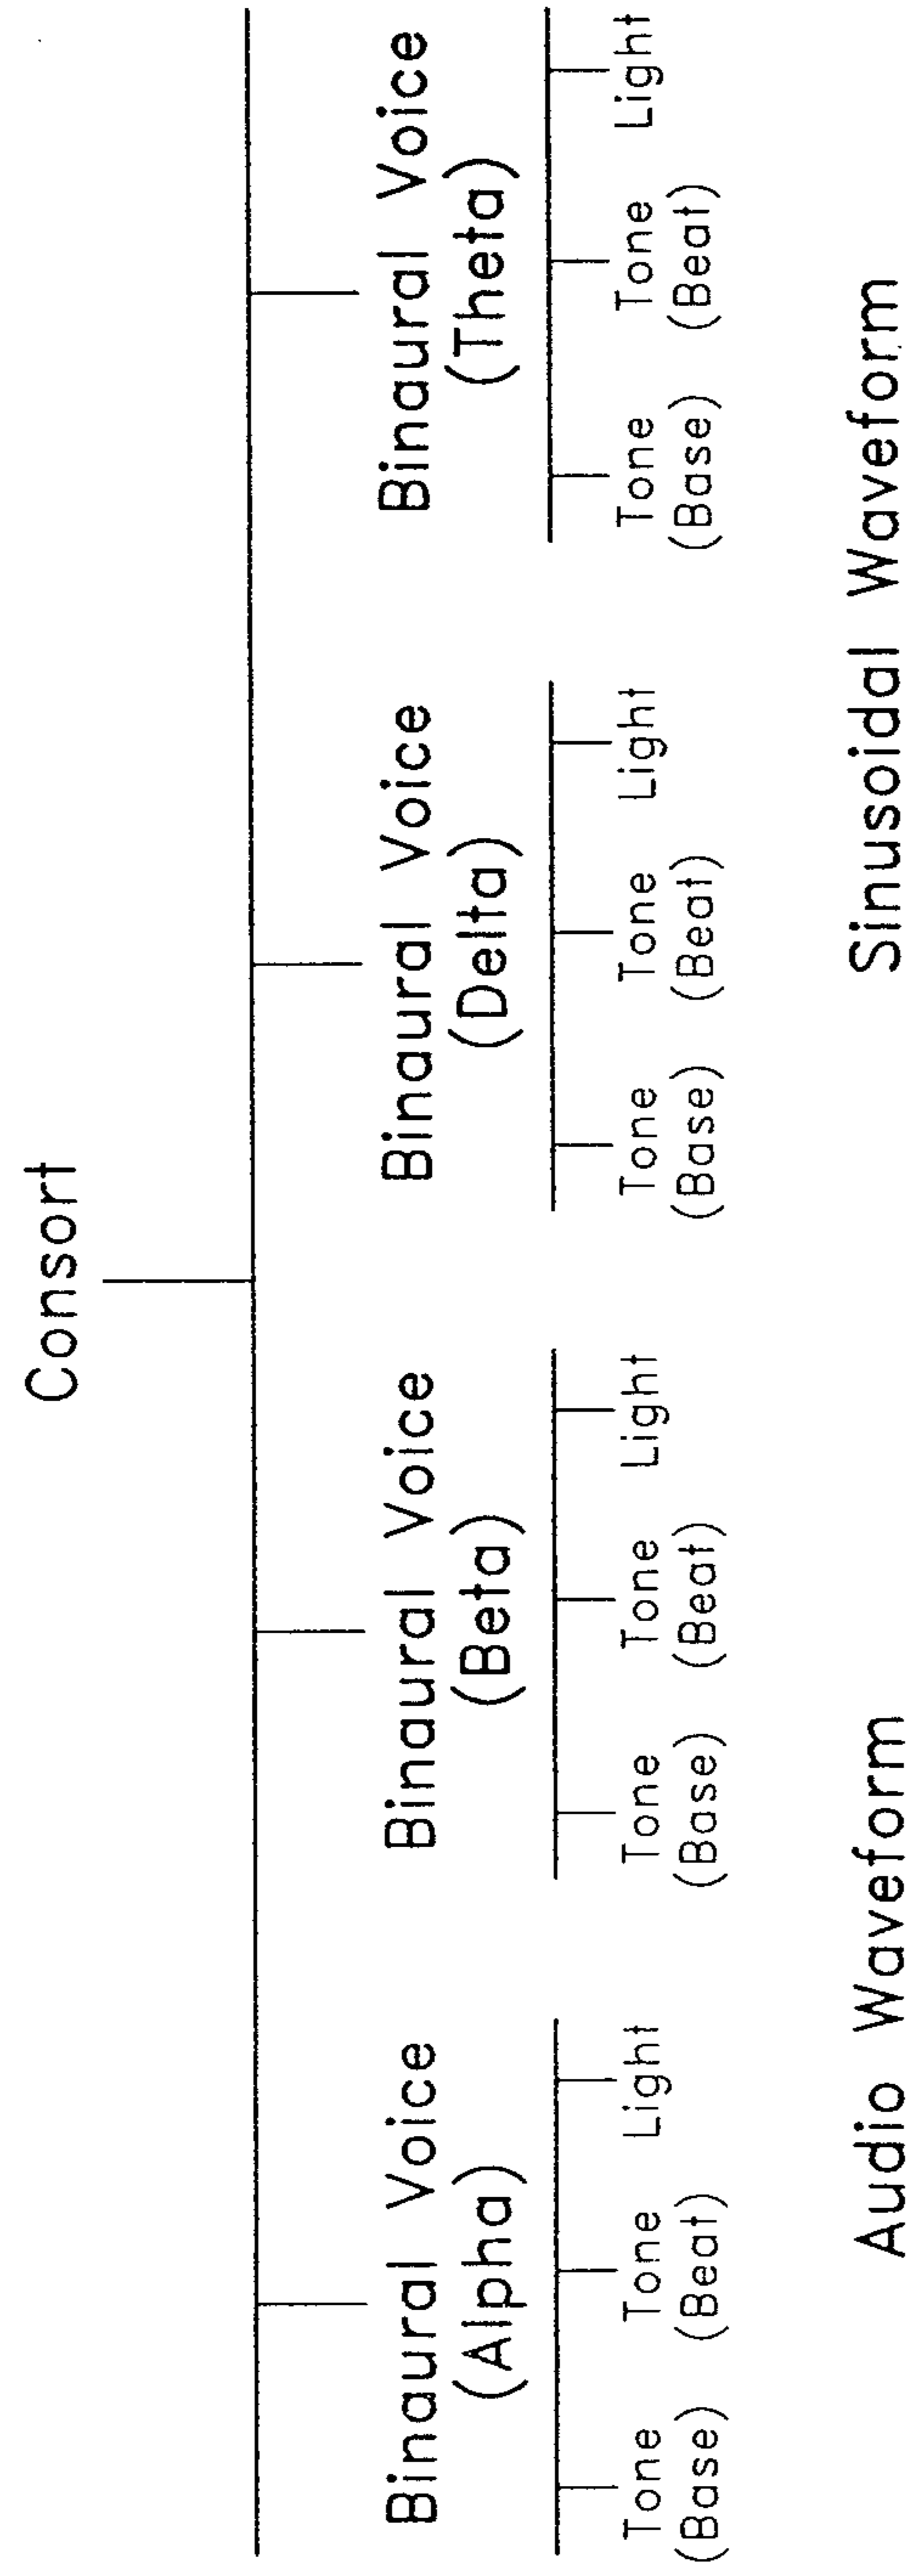 Consort
Binaural Voice
(Alpha)
Binaural Voice
(Beta)
Binaural Voice
(Delta)
Binaural Voice
(Theta)
Tone
(Base)
Tone
(Beat)
Light
Tone
(Base)
Tone
(Beat)
Light
Tone
(Base)
Tone
(Beat)
Light
Tone
(Base)
Tone
(Beat)
Light
Audio Waveform
Sinusoidal Waveform